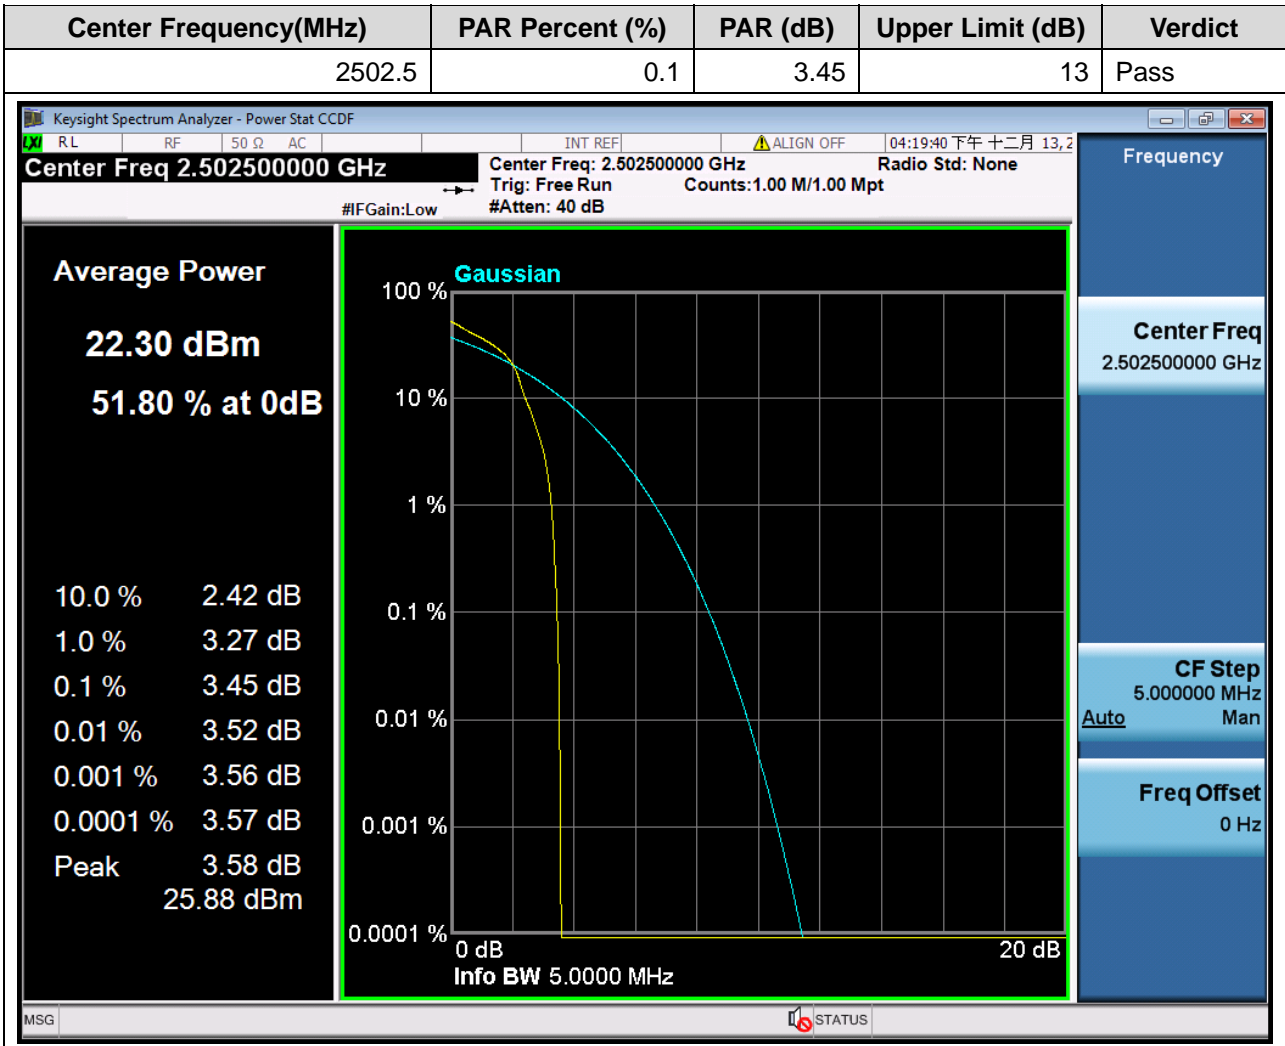 Center Frequency(MHz) PAR Percent (%) PAR (dB) Upper Limit (dB) Verdict
2502.5 0.1 3.45 13 Pass
Keysight Spectrum Analyzer - Power Stat CCDF
LXI RL RF 50 Ω AC INT REF ALIGN OFF 04:19:40 下午 十二月 13, 2
Center Freq 2.502500000 GHz
#IFGain:Low
Center Freq: 2.502500000 GHz Radio Std: None
Trig: Free Run Counts:1.00 M/1.00 Mpt
#Atten: 40 dB
Average Power
22.30 dBm
51.80 % at 0dB
10.0 % 2.42 dB
1.0 % 3.27 dB
0.1 % 3.45 dB
0.01 % 3.52 dB
0.001 % 3.56 dB
0.0001 % 3.57 dB
Peak 3.58 dB
25.88 dBm
Gaussian
100 %
10 %
1 %
0.1 %
0.01 %
0.001 %
0.0001 %
0 dB 20 dB
Info BW 5.0000 MHz
Frequency
Center Freq
2.502500000 GHz
CF Step
5.000000 MHz
Auto Man
Freq Offset
0 Hz
MSG STATUS